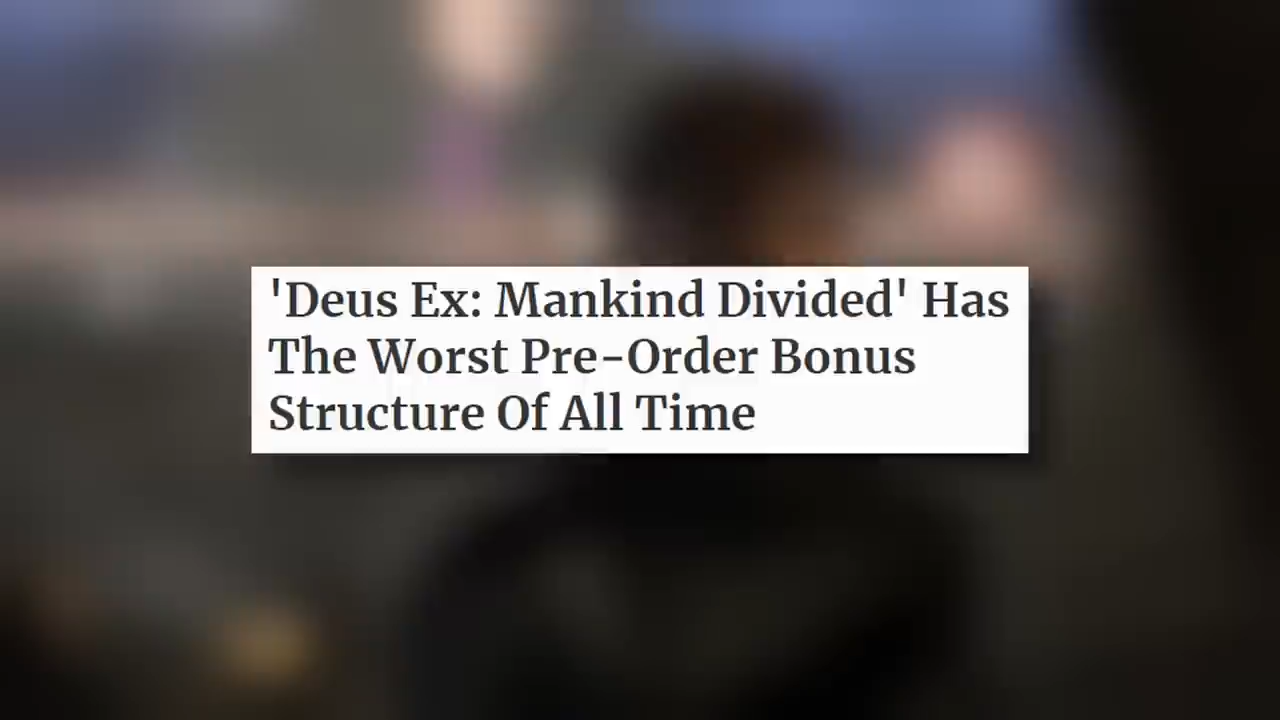 'Deus Ex: Mankind Divided' Has
The Worst Pre-Order Bonus
Structure Of All Time